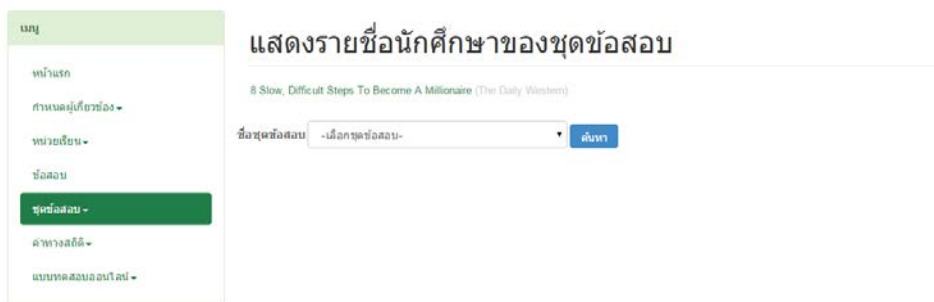 เมนู
หน้าแรก
กำหนดผู้เกี่ยวข้อง
หน่วยเรียน
ข้อสอบ
ชุดข้อสอบ
ค่าทางสถิติ
แบบทดสอบออนไลน์
แสดงรายชื่อนักศึกษาของชุดข้อสอบ
8 Slow, Difficult Steps To Become A Millionaire (The Daily Western)
ชื่อชุดข้อสอบ -เลือกชุดข้อสอบ- ค้นหา